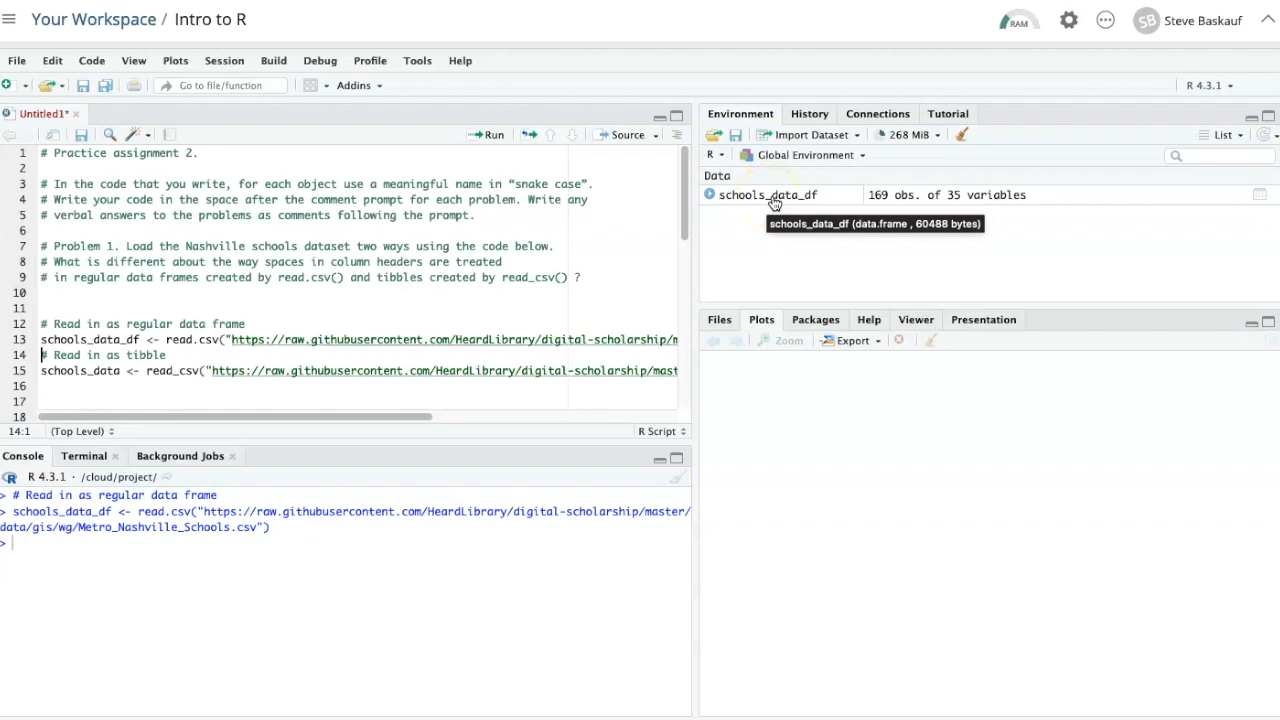 Your Workspace / Intro to R
RAM
SB Steve Baskauf
File Edit Code View Plots Session Build Debug Profile Tools Help
Go to file/function Addins R 4.3.1
Untitled1*
Run Source
1 # Practice assignment 2.
2
3 # In the code that you write, for each object use a meaningful name in “snake case”.
4 # Write your code in the space after the comment prompt for each problem. Write any
5 # verbal answers to the problems as comments following the prompt.
6
7 # Problem 1. Load the Nashville schools dataset two ways using the code below.
8 # What is different about the way spaces in column headers are treated
9 # in regular data frames created by read.csv() and tibbles created by read_csv() ?
10
11
12 # Read in as regular data frame
13 schools_data_df <- read.csv("https://raw.githubusercontent.com/HeardLibrary/digital-scholarship/m
14 # Read in as tibble
15 schools_data <- read_csv("https://raw.githubusercontent.com/HeardLibrary/digital-scholarship/mast
16
17
18
14:1 (Top Level) R Script
Console Terminal Background Jobs
R 4.3.1 · /cloud/project/
> # Read in as regular data frame
> schools_data_df <- read.csv("https://raw.githubusercontent.com/HeardLibrary/digital-scholarship/master/
data/gis/wg/Metro_Nashville_Schools.csv")
>
Environment History Connections Tutorial
Import Dataset 268 MiB List
R Global Environment
Data
schools_data_df 169 obs. of 35 variables
schools_data_df (data.frame , 60488 bytes)
Files Plots Packages Help Viewer Presentation
Zoom Export